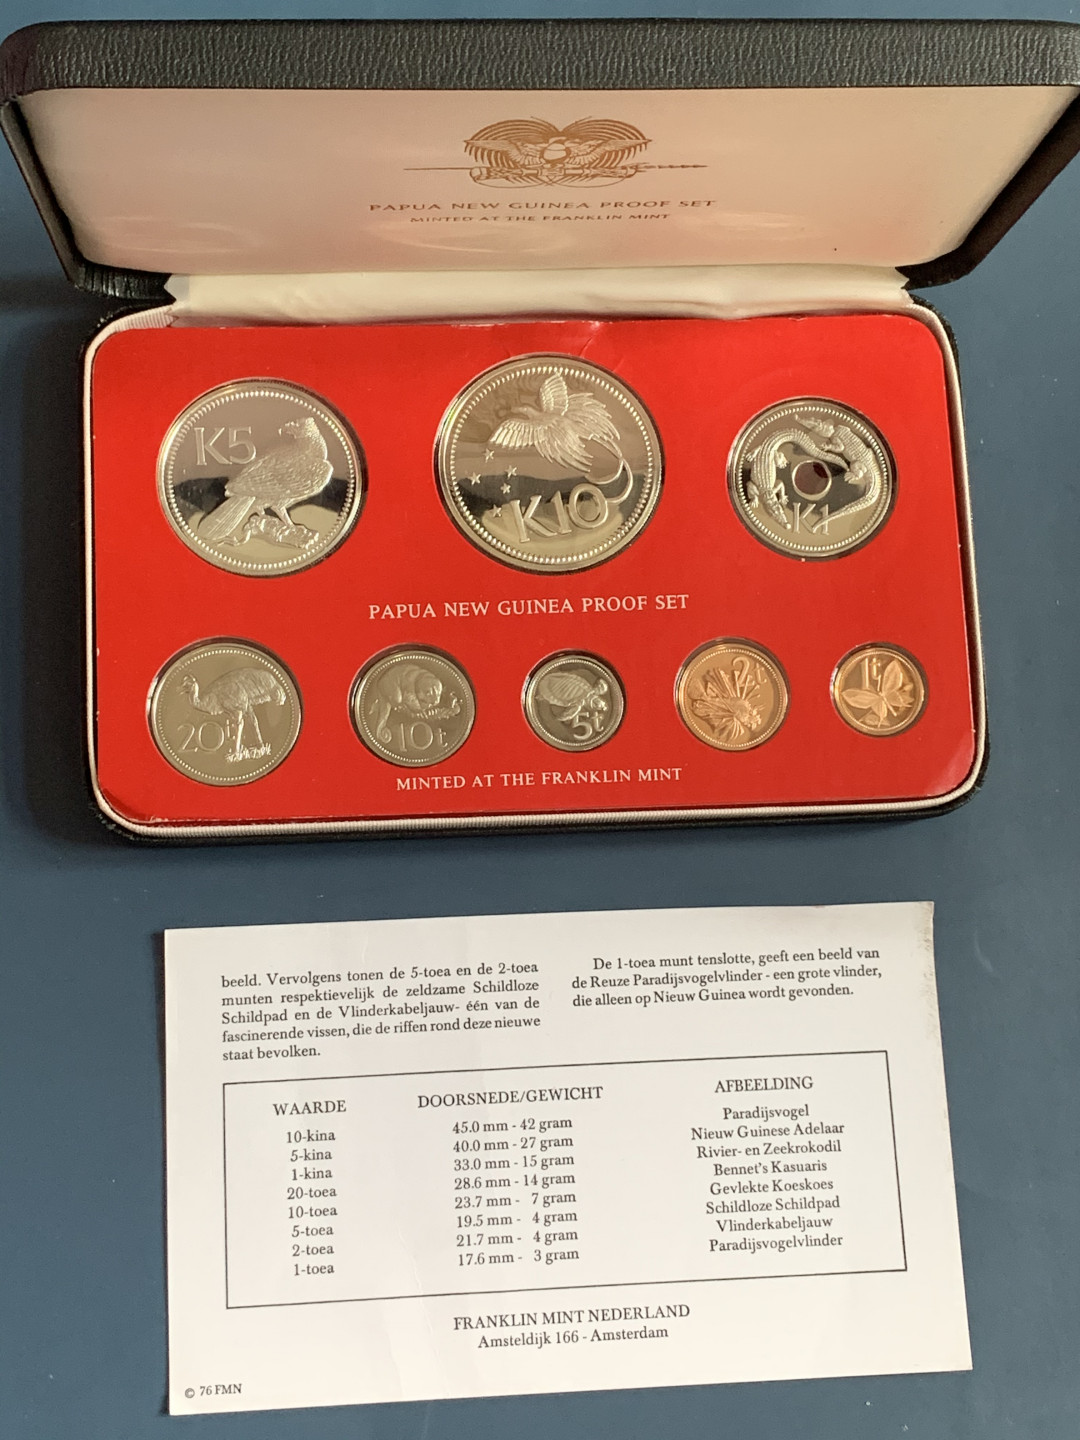 PAPUA NEW GUINEA PROOF SET
MINTED AT THE FRANKLIN MINT
K5
K10
K1
PAPUA NEW GUINEA PROOF SET
20t
10t
5t
2t
1t
MINTED AT THE FRANKLIN MINT
beeld. Vervolgens tonen de 5-toea en de 2-toea
munten respektievelijk de zeldzame Schildloze
Schildpad en de Vlinderkabeljauw- één van de
fascinerende vissen, die de riffen rond deze nieuwe
staat bevolken.
De 1-toea munt tenslotte, geeft een beeld van
de Reuze Paradijsvogelvlinder - een grote vlinder,
die alleen op Nieuw Guinea wordt gevonden.
WAARDE DOORSNEDE/GEWICHT AFBEELDING
10-kina 45.0 mm - 42 gram Paradijsvogel
5-kina 40.0 mm - 27 gram Nieuw Guinese Adelaar
1-kina 33.0 mm - 15 gram Rivier- en Zeekrokodil
20-toea 28.6 mm - 14 gram Bennet's Kasuaris
10-toea 23.7 mm - 7 gram Gevlekte Koeskoes
5-toea 19.5 mm - 4 gram Schildloze Schildpad
2-toea 21.7 mm - 4 gram Vlinderkabeljauw
1-toea 17.6 mm - 3 gram Paradijsvogelvlinder
FRANKLIN MINT NEDERLAND
Amsteldijk 166 - Amsterdam
© 76 FMN